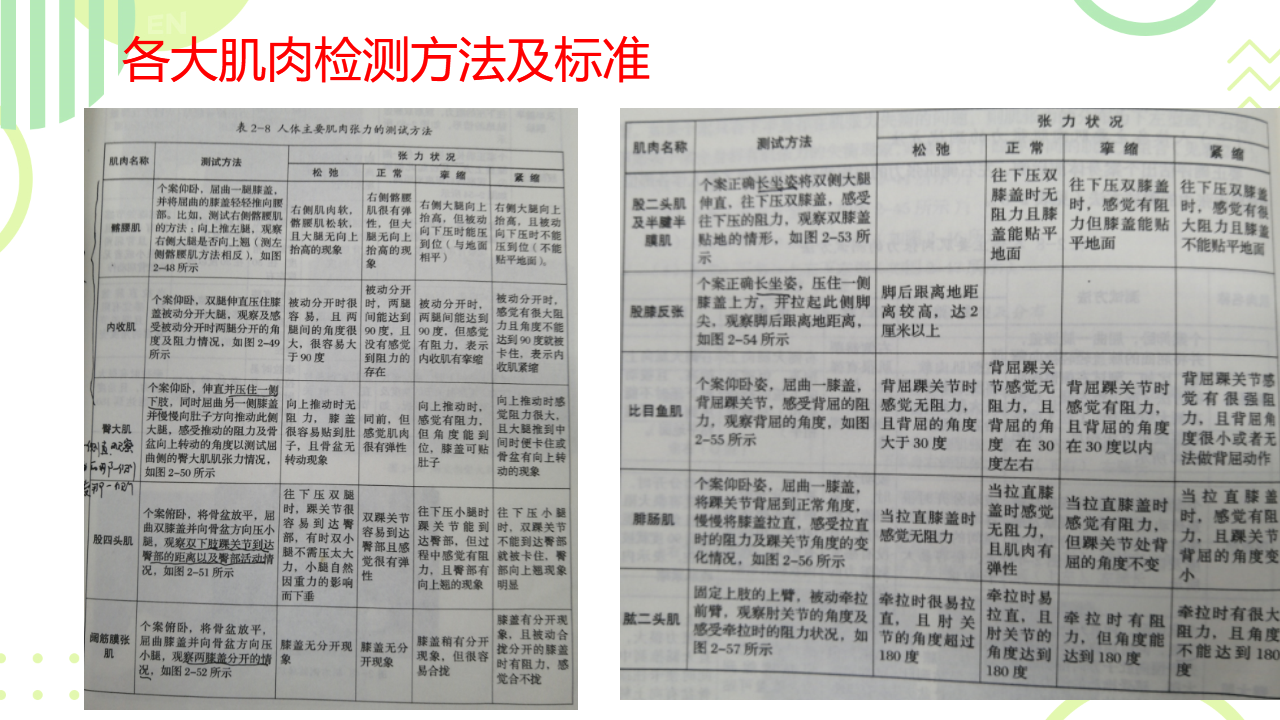 EN
各大肌肉检测方法及标准
表 2-8 人体主要肌肉张力的测试方法
肌肉名称
测试方法
张 力 状 况
松 弛
正 常
挛 缩
紧 缩
髂腰肌
个案仰卧，屈曲一腿膝盖，
并将屈曲的膝盖轻轻推向腰
部。比如，测试右侧髂腰肌
的方法：向上推左腿，观察
右侧大腿是否向上翘（测左
侧髂腰肌方法相反），如图
2-48 所示
右侧肌肉软，
髂腰肌松软，
且大腿无向上
抬高的现象
右侧髂腰
肌很有弹
性，但大
腿无向上
抬高的现
象
右侧大腿向上
抬高，但被动
向下压时能压
到位（与地面
相平）
右侧大腿向上
抬高，且被动
向下压时不能
压到位（不能
贴平地面）。
内收肌
个案仰卧，双腿伸直压住膝
盖被动分开大腿，观察及感
受被动分开时两腿分开的角
度及阻力情况，如图 2-49
所示
被动分开时很
容易，且两
腿间的角度很
大，很容易大
于 90 度
被动分开
时，两腿
间能达到
90 度，且
没有感觉
到阻力的
存在
被动分开时，
两腿间能达到
90 度，但感觉
有阻力，表示
内收肌有挛缩
被动分开时，
感觉有很大阻
力且角度不能
达到 90 度就被
卡住，表示内
收肌紧缩
臀大肌
个案仰卧，伸直并压住一侧
下肢，同时屈曲另一侧膝盖
并慢慢向肚子方向推动此侧
大腿，感受推动的阻力及骨
盆向上转动的角度以测试屈
曲侧的臀大肌肌张力情况，
如图 2-50 所示
向上推动时无
阻力，膝盖
很容易贴到肚
子，且骨盆无
转动现象
同前，但
感觉肌肉
很有弹性
向上推动时，
感觉有阻力，
但角度能到
位，膝盖可贴
肚子
向上推动时感
觉阻力很大，
且大腿推到中
间时便卡住或
骨盆有向上转
动的现象
股四头肌
个案俯卧，将骨盆放平，屈
曲双膝盖并向骨盆方向压小
腿，观察双下肢踝关节到达
臀部的距离以及臀部活动情
况，如图 2-51 所示
往下压双腿
时，踝关节很
容易到达臀
部，有时双小
腿不需压太大
力，小腿自然
因重力的影响
而下垂
双踝关节
容易到达
臀部且感
觉很有弹
性
往下压小腿时
踝关节能到
达臀部，但过
程中感觉有阻
力，且臀部有
向上翘的现象
往下压小腿
时，双踝关节
不能到达臀部
就被卡住，臀
部向上翘现象
明显
阔筋膜张
肌
个案俯卧，将骨盆放平，
屈曲膝盖并向骨盆方向压
小腿，观察两膝盖分开的情
况，如图 2-52 所示
膝盖无分开现
象
膝盖无分
开现象
膝盖稍有分开
现象，但很容
易合拢
膝盖有分开现
象，且被动合
拢分开的膝盖
时有阻力，感
觉合不拢
肌肉名称
测试方法
张 力 状 况
松 弛
正 常
挛 缩
紧 缩
股二头肌
及半腱半
膜肌
个案正确长坐姿将双侧大腿
伸直，往下压双膝盖，感受
往下压的阻力，观察双膝盖
贴地的情形，如图 2-53 所
示
往下压双
膝盖时无
阻力且膝
盖能贴平
地面
往下压双膝盖
时，感觉有阻
力但膝盖能贴
平地面
往下压双膝盖
时，感觉有很
大阻力且膝盖
不能贴平地面
股膝反张
个案正确长坐姿，压住一侧
膝盖上方，并拉起此侧脚
尖，观察脚后跟离地距离，
如图 2-54 所示
脚后跟离地距
离较高，达 2
厘米以上
比目鱼肌
个案仰卧姿，屈曲一膝盖，
背屈踝关节，感受背屈的阻
力，观察背屈的角度，如图
2-55 所示
背屈踝关节时
感觉无阻力，
且背屈的角度
大于 30 度
背屈踝关
节感觉无
阻力，且
背屈的角
度在 30
度左右
背屈踝关节时
感觉有阻力，
且背屈的角度
在 30 度以内
背屈踝关节感
觉有很强阻
力，且背屈角
度很小或者无
法做背屈动作
腓肠肌
个案仰卧姿，屈曲一膝盖，
将踝关节背屈到正常角度，
慢慢将膝盖拉直，感受拉直
时的阻力及踝关节角度的变
化情况，如图 2-56 所示
当拉直膝盖时
感觉无阻力
当拉直膝
盖时感觉
无阻力，
且肌肉有
弹性
当拉直膝盖时
感觉有阻力，
但踝关节处背
屈的角度不变
当拉直膝盖
时，感觉有阻
力，且踝关节
背屈的角度变
小
肱二头肌
固定上肢的上臂，被动牵拉
前臂，观察肘关节的角度及
感受牵拉时的阻力状况，如
图 2-57 所示
牵拉时很易拉
直，且肘关
节的角度超过
180 度
牵拉时易
拉直，且
肘关节的
角度达到
180 度
牵拉时有阻
力，但角度能
达到 180 度
牵拉时有很大
阻力，且角度
不能达到 180
度